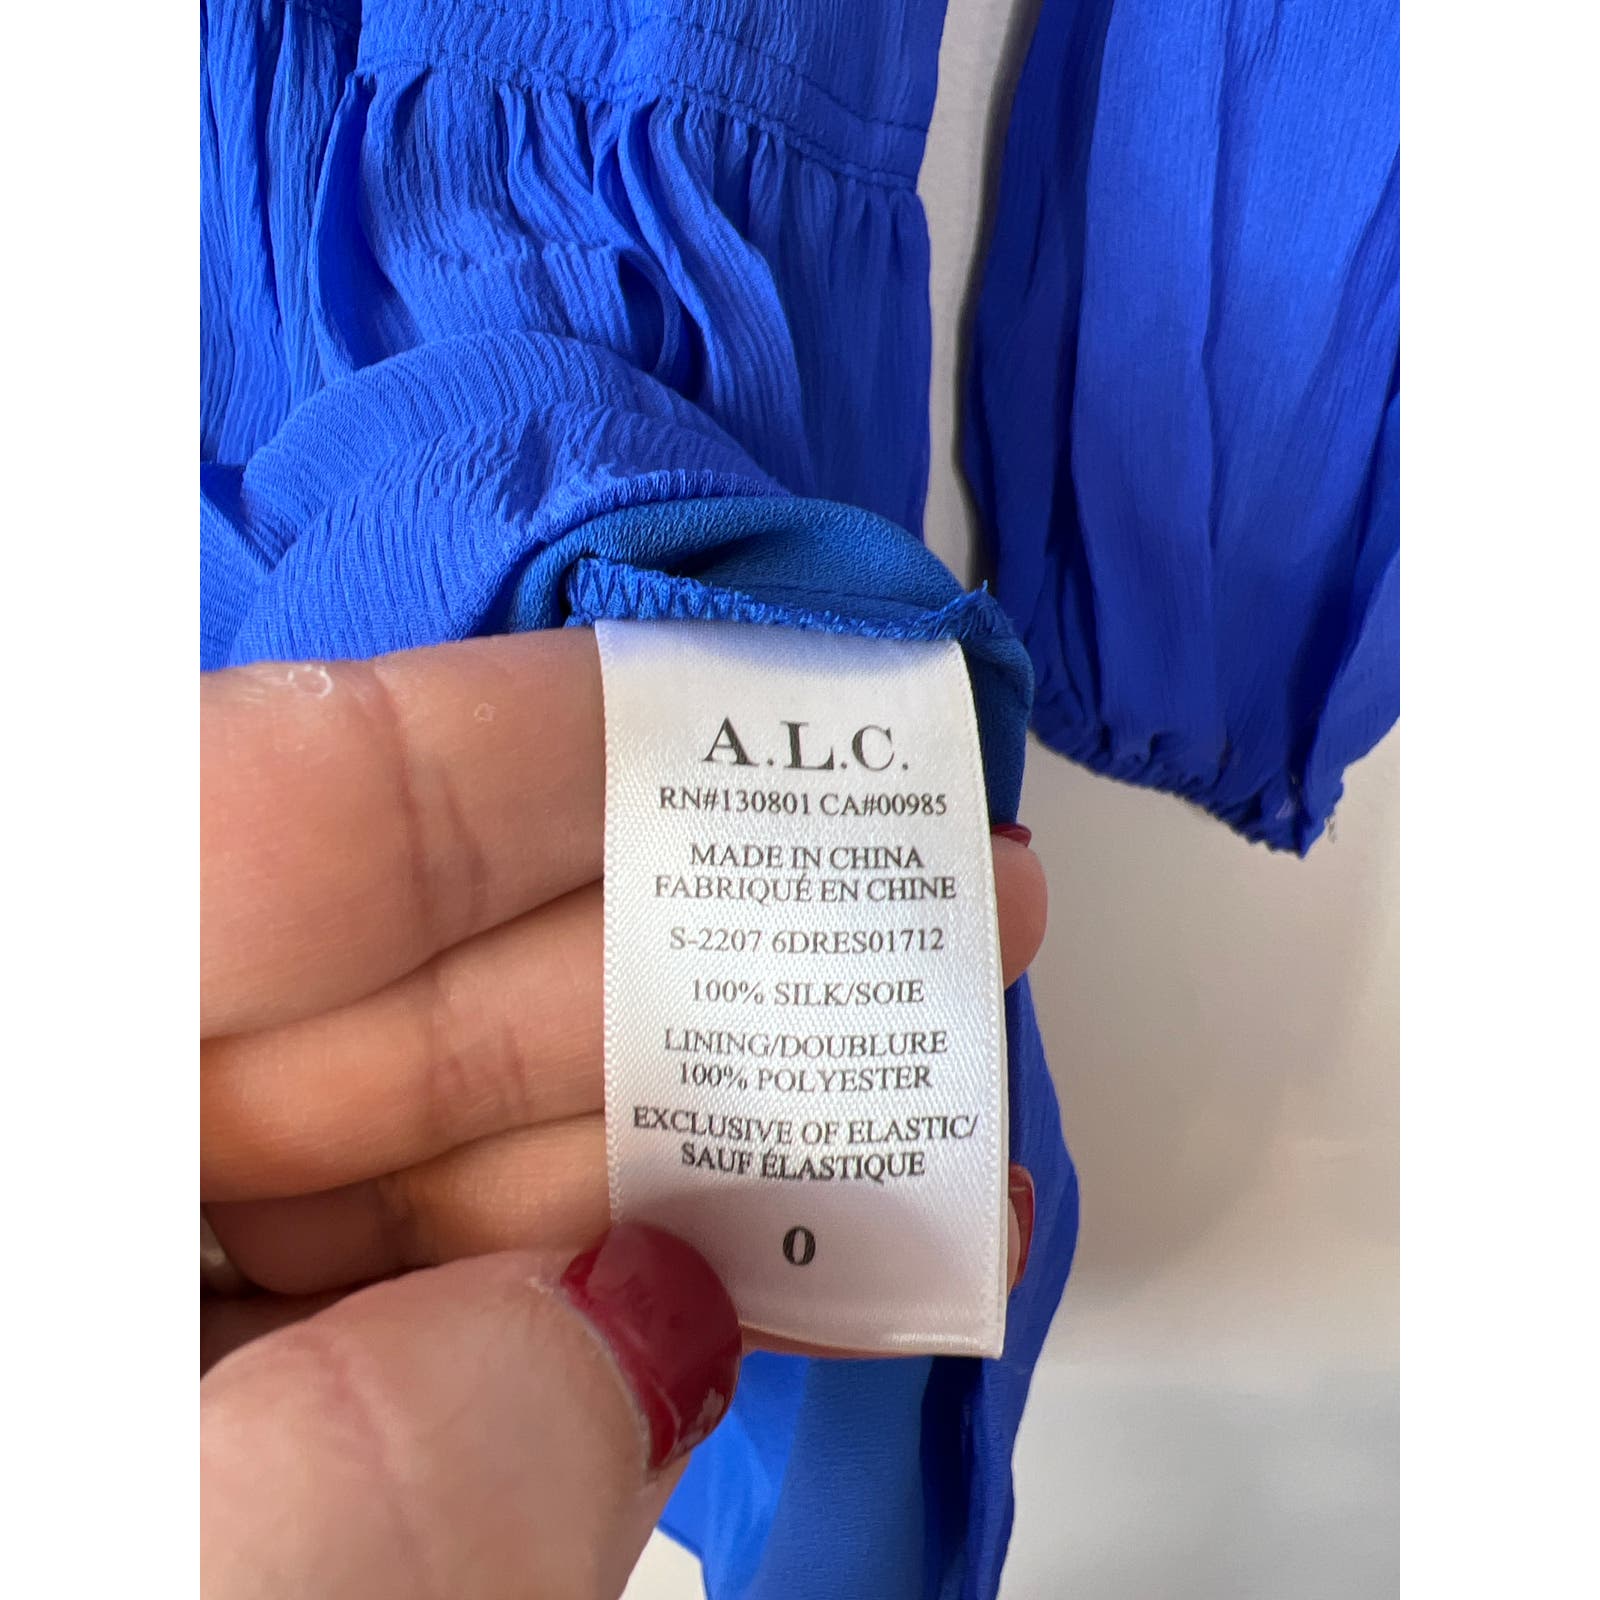 A.L.C.
RN#130801 CA#00985
MADE IN CHINA
FABRIQUÉ EN CHINE
S-2207 6DRES01712
100% SILK/SOIE
LINING/DOUBLURE
100% POLYESTER
EXCLUSIVE OF ELASTIC/
SAUF ÉLASTIQUE
0